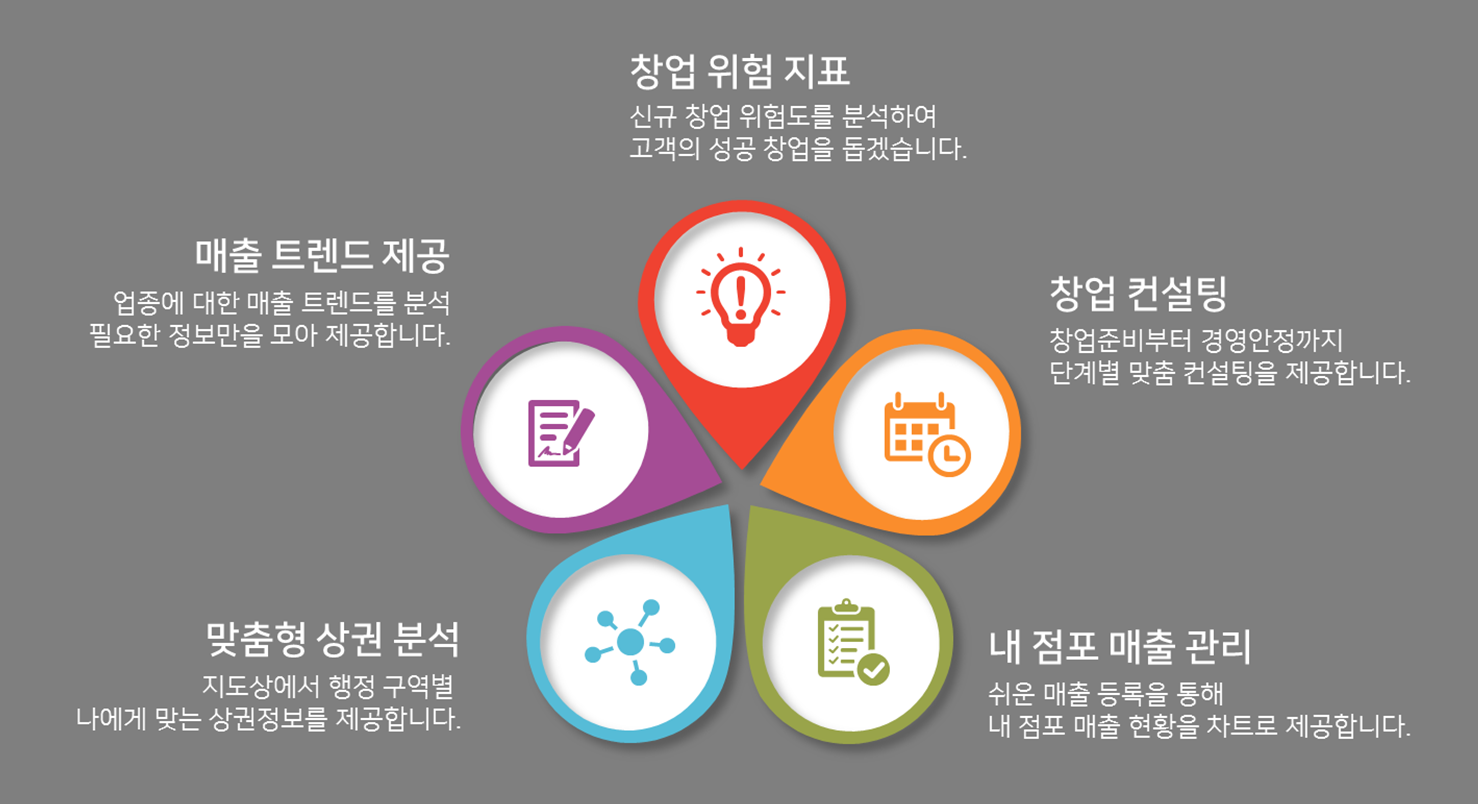 창업 위험 지표
신규 창업 위험도를 분석하여
고객의 성공 창업을 돕겠습니다.
매출 트렌드 제공
업종에 대한 매출 트렌드를 분석
필요한 정보만을 모아 제공합니다.
창업 컨설팅
창업준비부터 경영안정까지
단계별 맞춤 컨설팅을 제공합니다.
맞춤형 상권 분석
지도상에서 행정 구역별
나에게 맞는 상권정보를 제공합니다.
내 점포 매출 관리
쉬운 매출 등록을 통해
내 점포 매출 현황을 차트로 제공합니다.